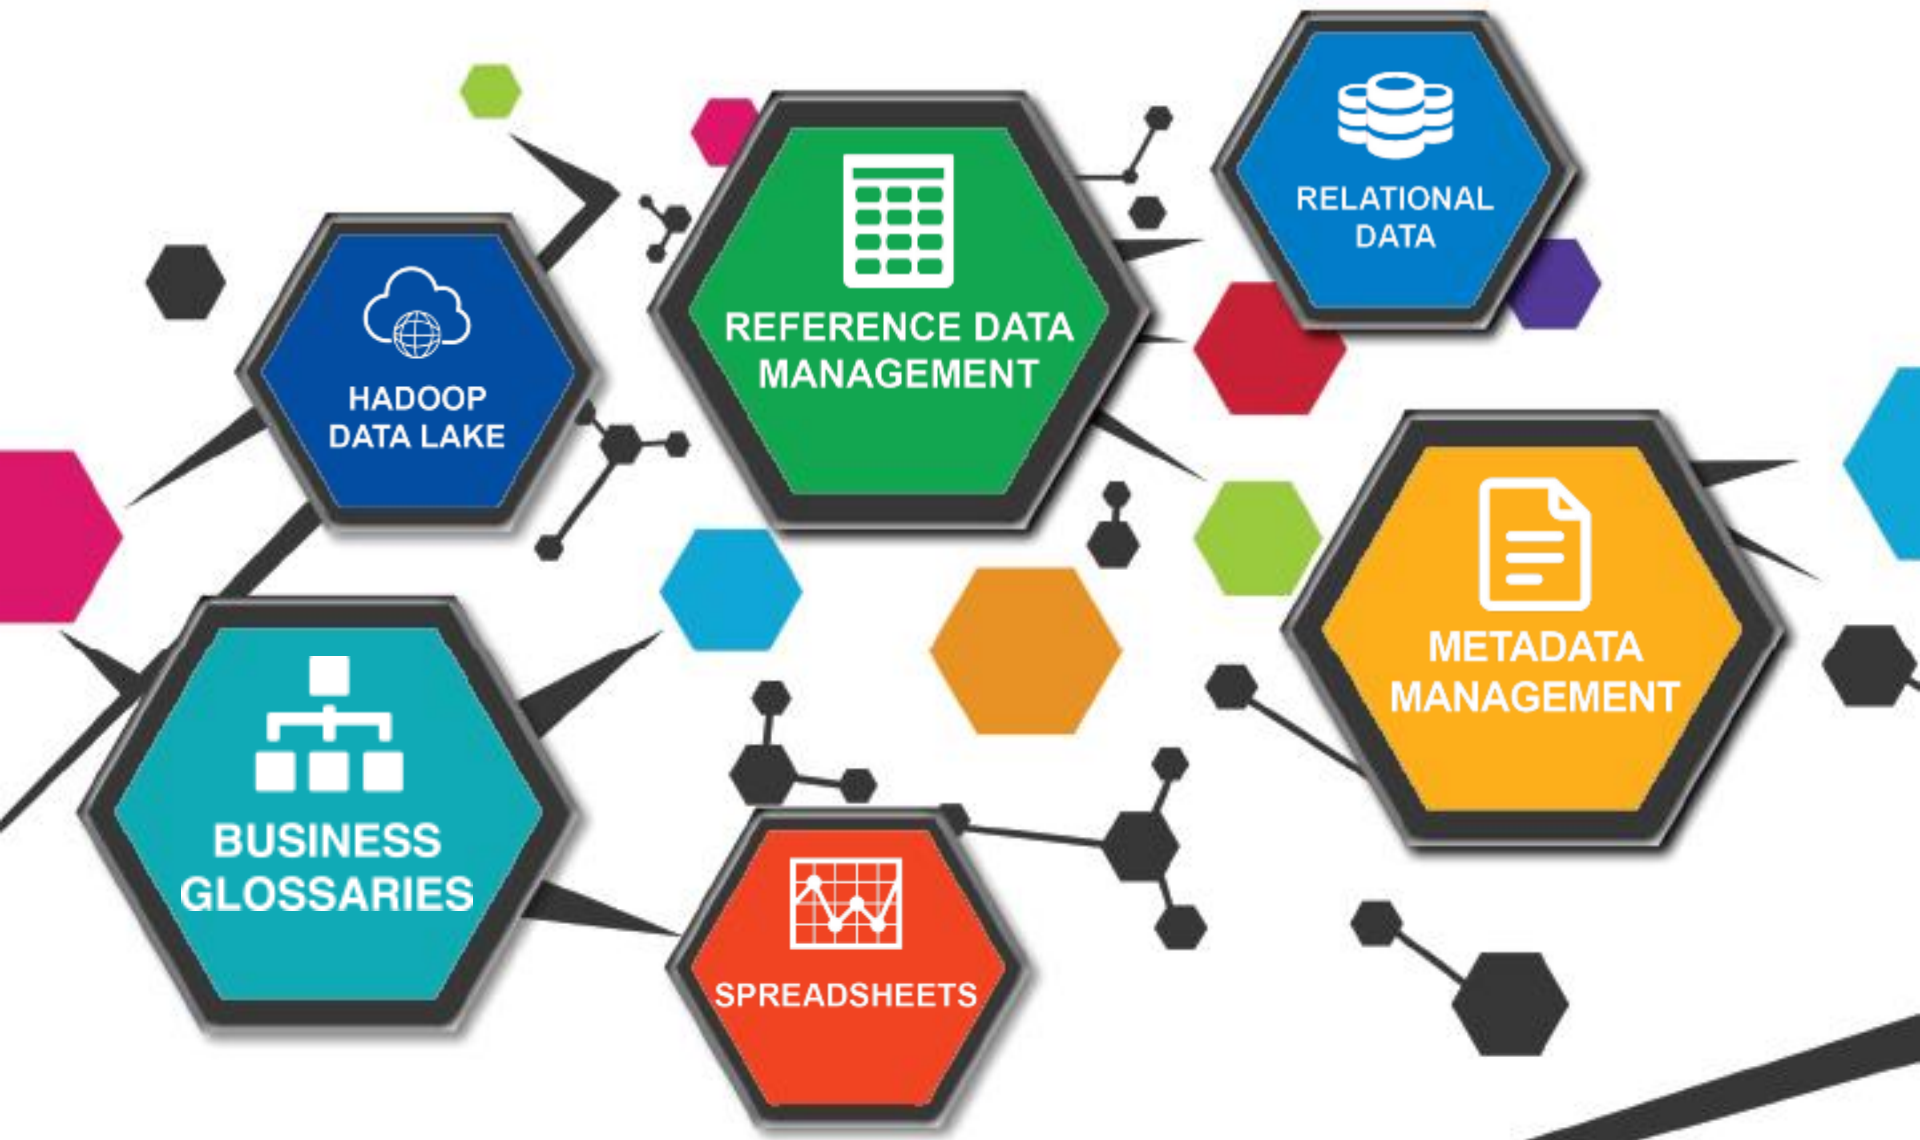 RELATIONAL
DATA
REFERENCE DATA
MANAGEMENT
HADOOP
DATA LAKE
METADATA
MANAGEMENT
BUSINESS
GLOSSARIES
SPREADSHEETS